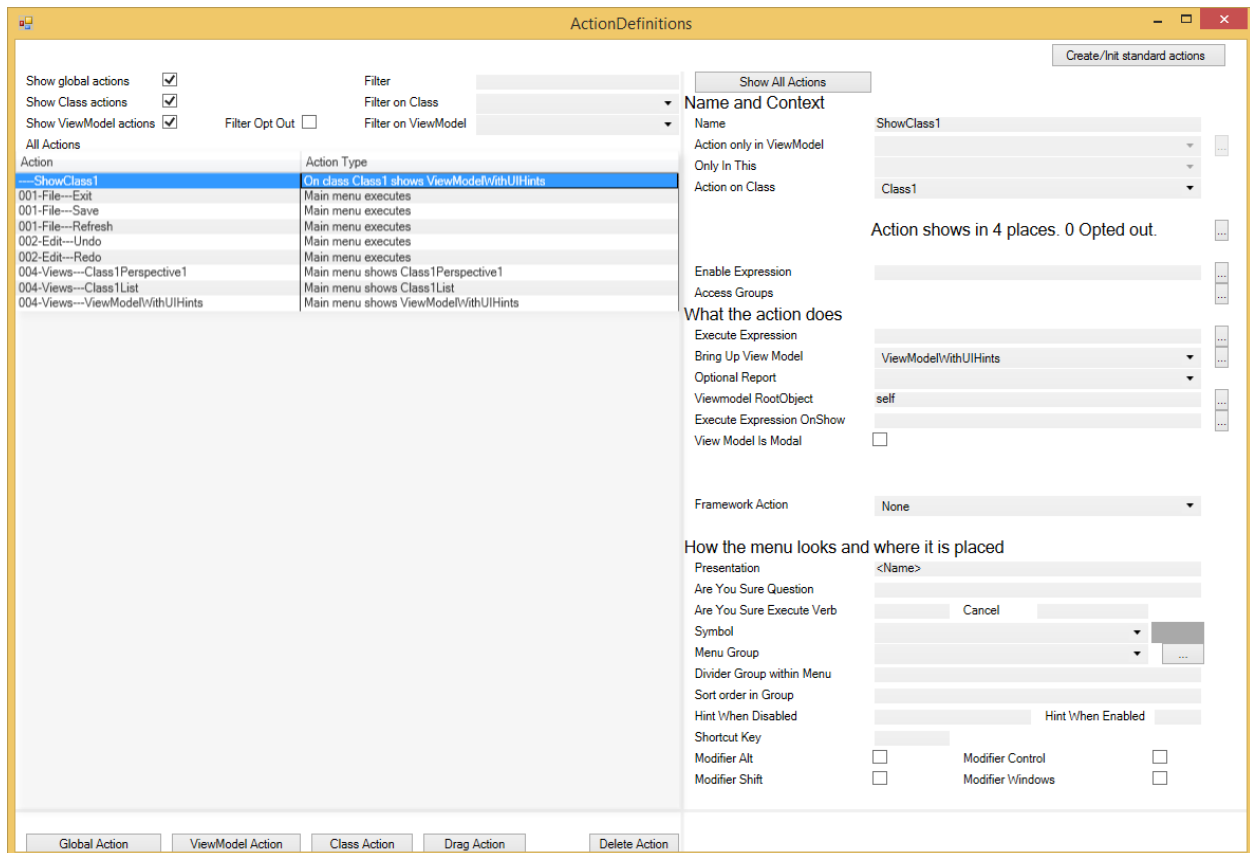 ActionDefinitions
Create/Init standard actions
Show global actions Filter Show All Actions
Show Class actions Filter on Class Name and Context
Show ViewModel actions Filter Opt Out Filter on ViewModel Name ShowClass1
All Actions Action only in ViewModel ...
Action Action Type Only In This
----ShowClass1 On class Class1 shows ViewModelWithUIHints Action on Class Class1
001-File---Exit Main menu executes
001-File---Save Main menu executes
001-File---Refresh Main menu executes Action shows in 4 places. 0 Opted out. ...
002-Edit---Undo Main menu executes
002-Edit---Redo Main menu executes
004-Views---Class1Perspective1 Main menu shows Class1Perspective1 Enable Expression ...
004-Views---Class1List Main menu shows Class1List Access Groups ...
004-Views---ViewModelWithUIHints Main menu shows ViewModelWithUIHints
What the action does
Execute Expression ...
Bring Up View Model ViewModelWithUIHints ...
Optional Report
Viewmodel RootObject self ...
Execute Expression OnShow ...
View Model Is Modal
Framework Action None
How the menu looks and where it is placed
Presentation <Name>
Are You Sure Question
Are You Sure Execute Verb Cancel
Symbol
Menu Group ...
Divider Group within Menu
Sort order in Group
Hint When Disabled Hint When Enabled
Shortcut Key
Modifier Alt Modifier Control
Modifier Shift Modifier Windows
Global Action ViewModel Action Class Action Drag Action Delete Action